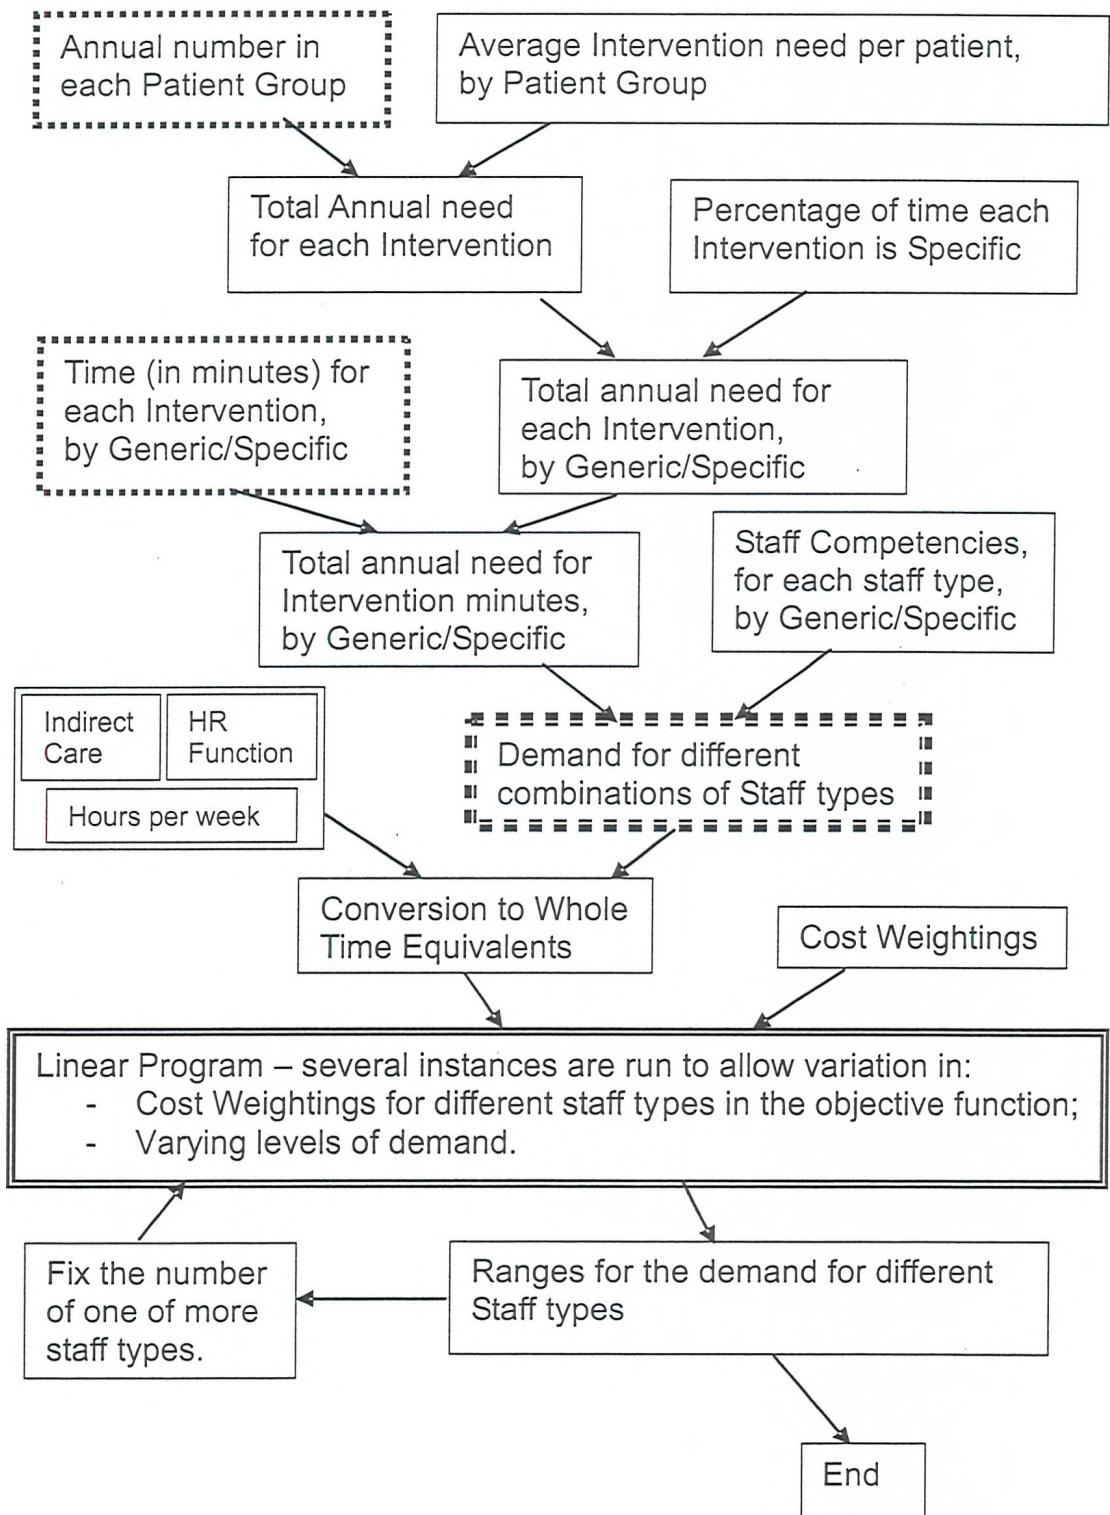 Annual number in
each Patient Group
Average Intervention need per patient,
by Patient Group
Total Annual need
for each Intervention
Percentage of time each
Intervention is Specific
Time (in minutes) for
each Intervention,
by Generic/Specific
Total annual need for
each Intervention,
by Generic/Specific
Total annual need for
Intervention minutes,
by Generic/Specific
Staff Competencies,
for each staff type,
by Generic/Specific
Indirect
Care
HR
Function
Hours per week
Demand for different
combinations of Staff types
Conversion to Whole
Time Equivalents
Cost Weightings
Linear Program – several instances are run to allow variation in:
- Cost Weightings for different staff types in the objective function;
- Varying levels of demand.
Fix the number
of one of more
staff types.
Ranges for the demand for different
Staff types
End